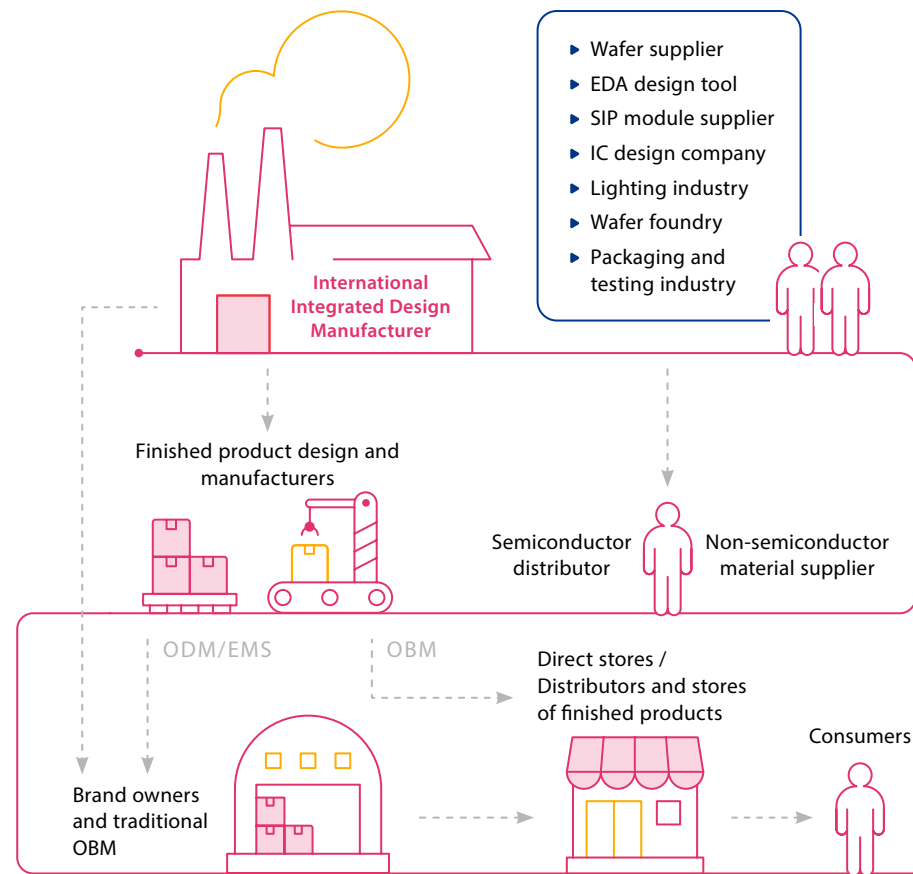 Wafer supplier
EDA design tool
SIP module supplier
IC design company
Lighting industry
Wafer foundry
Packaging and
testing industry
International
Integrated Design
Manufacturer
Finished product design and
manufacturers
Semiconductor
distributor
Non-semiconductor
material supplier
ODM/EMS
OBM
Direct stores /
Distributors and stores
of finished products
Consumers
Brand owners
and traditional
OBM